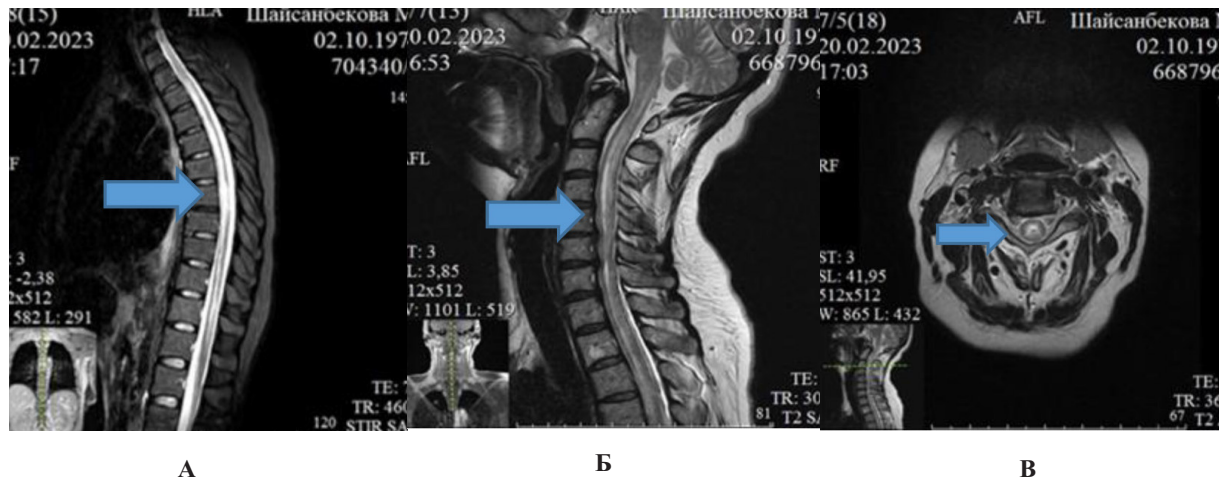 8(15) HLA Шайсанбекова N
0.02.2023 02.10.197
:17 704340/
: 3
: -2,38
2x512
582 L: 291
TE:
TR: 460
120 STIR SA
7(13) Шайсанбекова
0.02.2023 02.10.19
6:53 668796
AFL
T: 3
L: 3,85
12x512
V: 1101 L: 519
TE:
TR: 30
81 T2 SA
7/5(18) AFL Шайсанбекова
20.02.2023 02.10.19
17:03 668796
RF
ST: 3
SL: 41,95
512x512
W: 865 L: 432
TE:
TR: 36
67 T2
А Б В